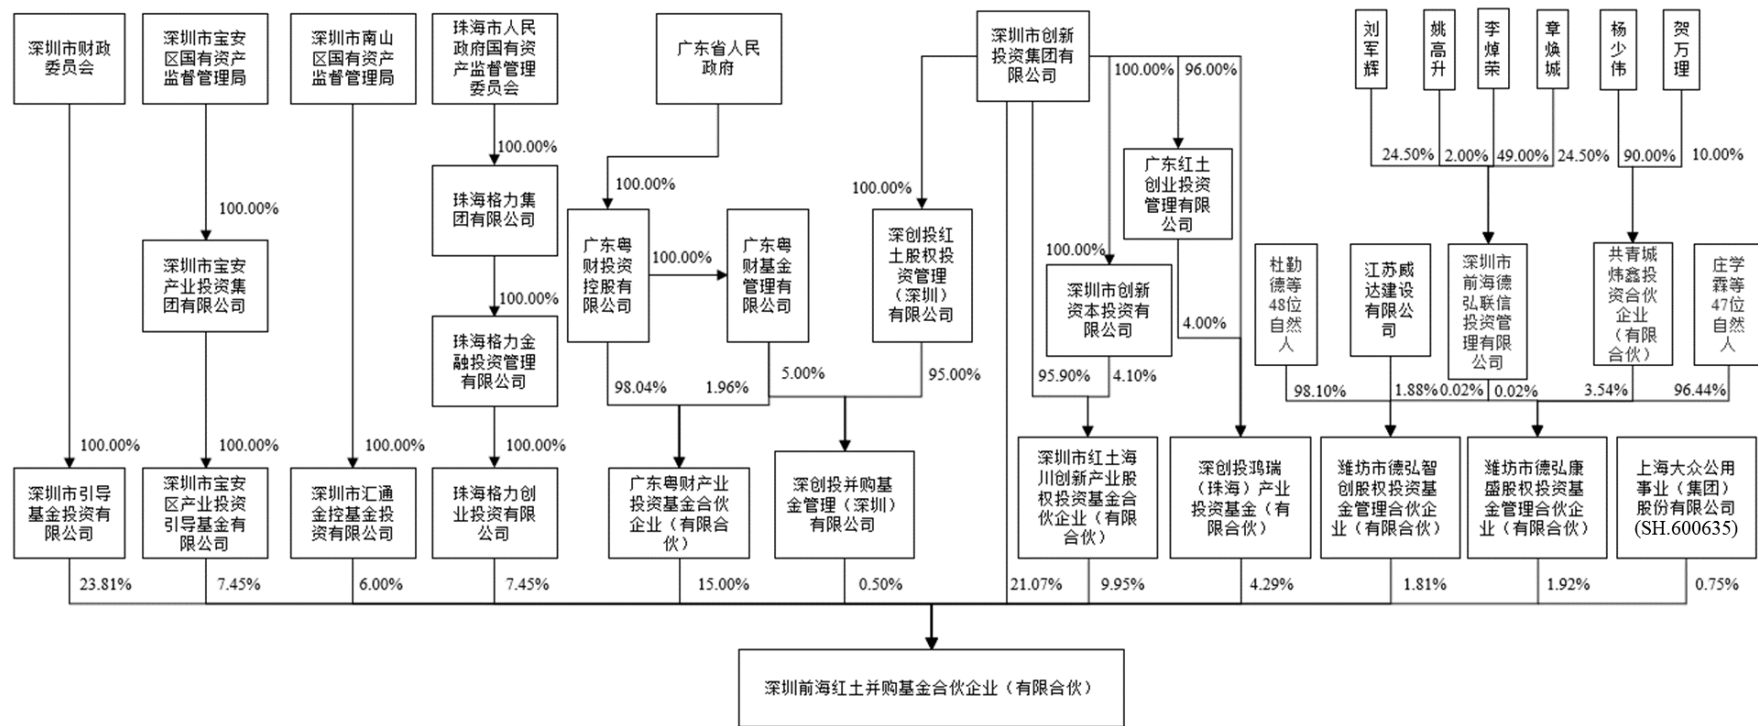 深圳市财政
委员会
深圳市宝安
区国有资产
监督管理局
深圳市南山
区国有资产
监督管理局
珠海市人民
政府国有资
产监督管理
委员会
广东省人民
政府
深圳市创新
投资集团有
限公司
刘军辉
姚高升
李焯荣
章焕城
杨少伟
贺万理
100.00%
96.00%
100.00%
24.50%
2.00%
49.00%
24.50%
90.00%
10.00%
珠海格力集
团有限公司
100.00%
100.00%
广东红土
创业投资
管理有限
公司
100.00%
深圳市宝安
产业投资集
团有限公司
广东粤
财投资
控股有
限公司
100.00%
广东粤
财基金
管理有
限公司
深创投红
土股权投
资管理
（深圳）
有限公司
100.00%
深圳市创新
资本投资有
限公司
杜勤
德等
48位
自然
人
江苏威
达建设
有限公
司
深圳市
前海德
弘联信
投资管
理有限
公司
共青城
炜鑫投
资合伙
企业
（有限
合伙）
庄学
霖等
47位
自然
人
100.00%
4.00%
珠海格力金
融投资管理
有限公司
98.04%
1.96%
5.00%
95.00%
95.90%
4.10%
98.10%
1.88%
0.02%
0.02%
3.54%
96.44%
100.00%
100.00%
100.00%
100.00%
深圳市引导
基金投资有
限公司
深圳市宝安
区产业投资
引导基金有
限公司
深圳市汇通
金控基金投
资有限公司
珠海格力创
业投资有限
公司
广东粤财产业
投资基金合伙
企业（有限合
伙）
深创投并购基
金管理（深圳）
有限公司
深圳市红土海
川创新产业股
权投资基金合
伙企业（有限
合伙）
深创投鸿瑞
（珠海）产业
投资基金（有
限合伙）
潍坊市德弘智
创股权投资基
金管理合伙企
业（有限合伙）
潍坊市德弘康
盛股权投资基
金管理合伙企
业（有限合伙）
上海大众公用
事业（集团）
股份有限公司
(SH.600635)
23.81%
7.45%
6.00%
7.45%
15.00%
0.50%
21.07%
9.95%
4.29%
1.81%
1.92%
0.75%
深圳前海红土并购基金合伙企业（有限合伙）